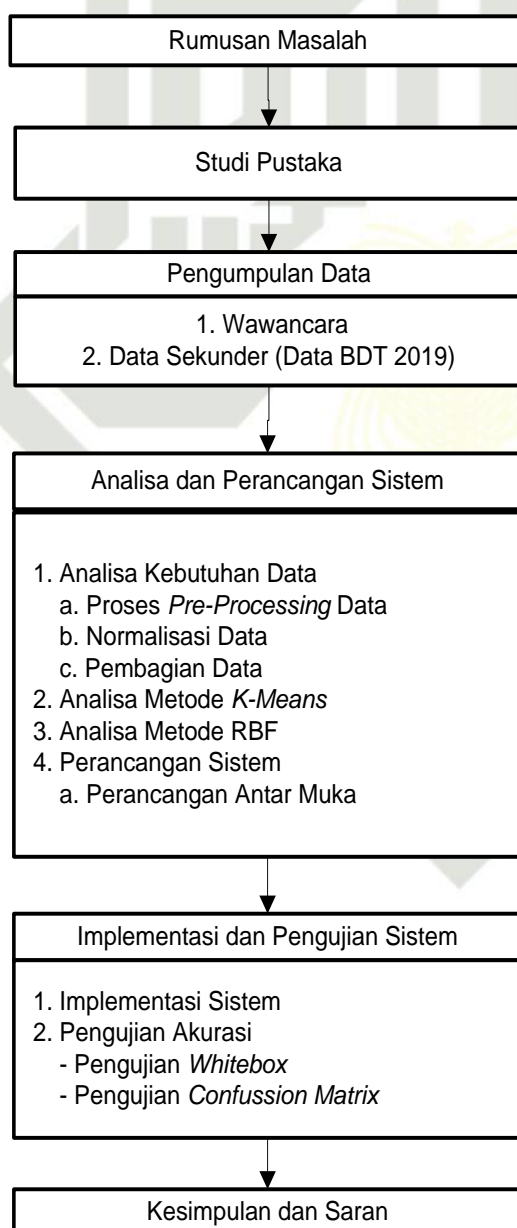 Rumusan Masalah
Studi Pustaka
Pengumpulan Data
1. Wawancara
2. Data Sekunder (Data BDT 2019)
Analisa dan Perancangan Sistem
1. Analisa Kebutuhan Data
a. Proses Pre-Processing Data
b. Normalisasi Data
c. Pembagian Data
2. Analisa Metode K-Means
3. Analisa Metode RBF
4. Perancangan Sistem
a. Perancangan Antar Muka
Implementasi dan Pengujian Sistem
1. Implementasi Sistem
2. Pengujian Akurasi
- Pengujian Whitebox
- Pengujian Confussion Matrix
Kesimpulan dan Saran